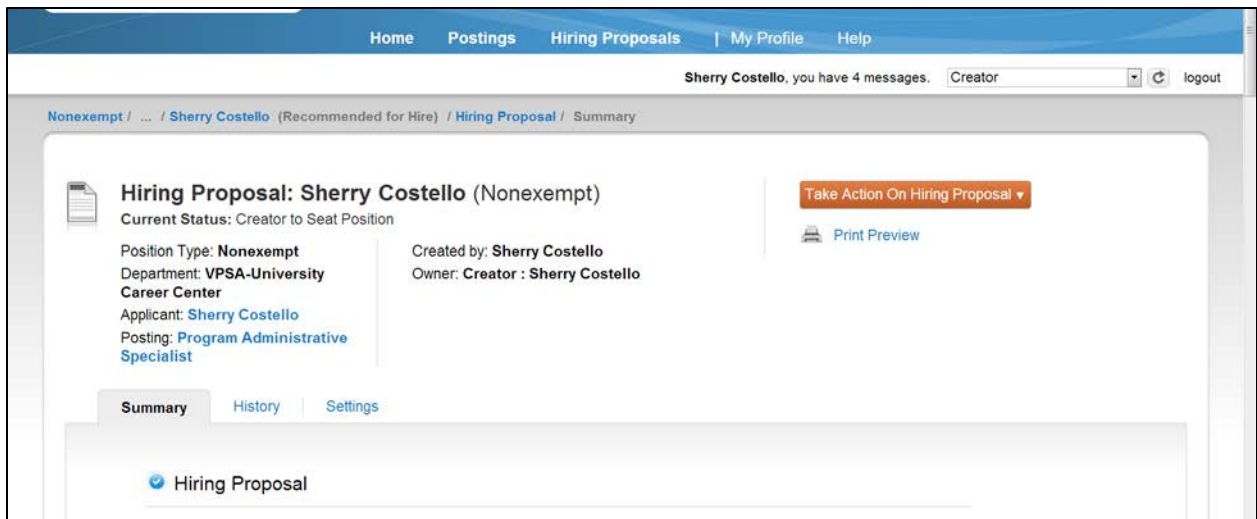 Home Postings Hiring Proposals | My Profile Help
Sherry Costello, you have 4 messages. Creator logout
Nonexempt / ... / Sherry Costello (Recommended for Hire) / Hiring Proposal / Summary
Hiring Proposal: Sherry Costello (Nonexempt)
Current Status: Creator to Seat Position
Take Action On Hiring Proposal
Print Preview
Position Type: Nonexempt
Department: VPSA-University
Career Center
Applicant: Sherry Costello
Posting: Program Administrative
Specialist
Created by: Sherry Costello
Owner: Creator : Sherry Costello
Summary History Settings
Hiring Proposal